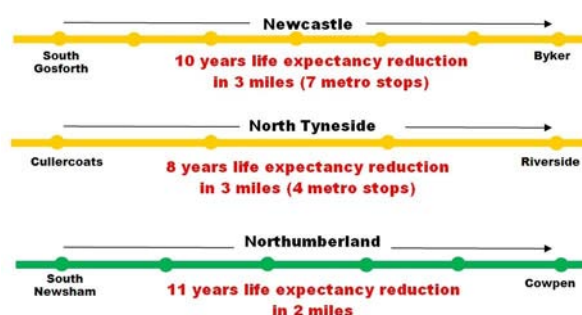 Newcastle
South
Gosforth
10 years life expectancy reduction
in 3 miles (7 metro stops)
Byker
North Tyneside
Cullercoats
8 years life expectancy reduction
in 3 miles (4 metro stops)
Riverside
Northumberland
South
Newsham
11 years life expectancy reduction
in 2 miles
Cowpen